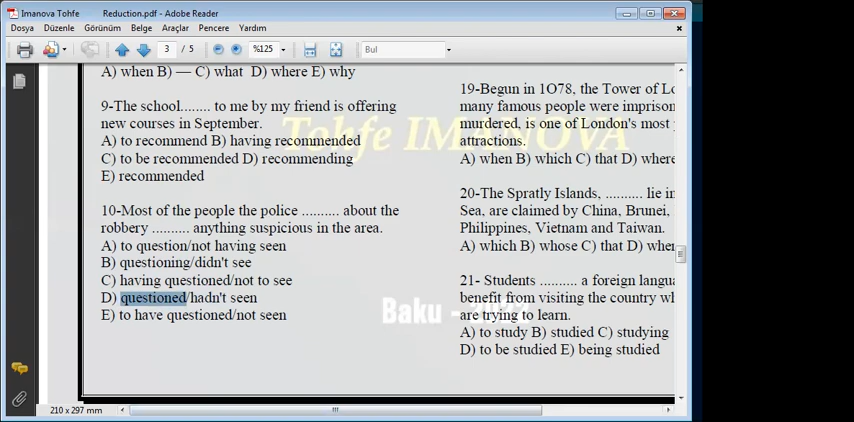 Imanova Tohfe Reduction.pdf - Adobe Reader
Dosya Düzenle Görünüm Belge Araçlar Pencere Yardım
3 / 5 %125 Bul
A) when B) — C) what D) where E) why
9-The school........ to me by my friend is offering
new courses in September.
A) to recommend B) having recommended
C) to be recommended D) recommending
E) recommended
10-Most of the people the police .......... about the
robbery .......... anything suspicious in the area.
A) to question/not having seen
B) questioning/didn't see
C) having questioned/not to see
D) questioned/hadn't seen
E) to have questioned/not seen
19-Begun in 1O78, the Tower of
many famous people were
murdered, is one of London's most
attractions.
A) when B) which C) that D) where
20-The Spratly Islands, .......... lie in
Sea, are claimed by China, Brunei,
Philippines, Vietnam and Taiwan.
A) which B) whose C) that D)
21- Students .......... a foreign
benefit from visiting the country
are trying to learn.
A) to study B) studied C) studying
D) to be studied E) being studied
Tohfe IMANOVA
Baku -
210 x 297 mm